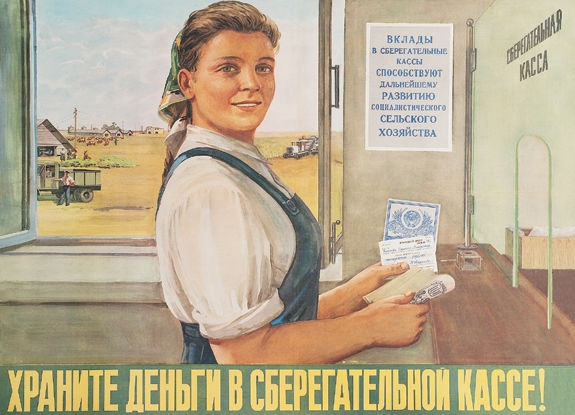 ВКЛАДЫ
В СБЕРЕГАТЕЛЬНЫЕ
КАССЫ
СПОСОБСТВУЮТ
ДАЛЬНЕЙШЕМУ
РАЗВИТИЮ
СОЦИАЛИСТИЧЕСКОГО
СЕЛЬСКОГО
ХОЗЯЙСТВА
СБЕРЕГАТЕЛЬНАЯ
КАССА
ХРАНИТЕ ДЕНЬГИ В СБЕРЕГАТЕЛЬНОЙ КАССЕ!